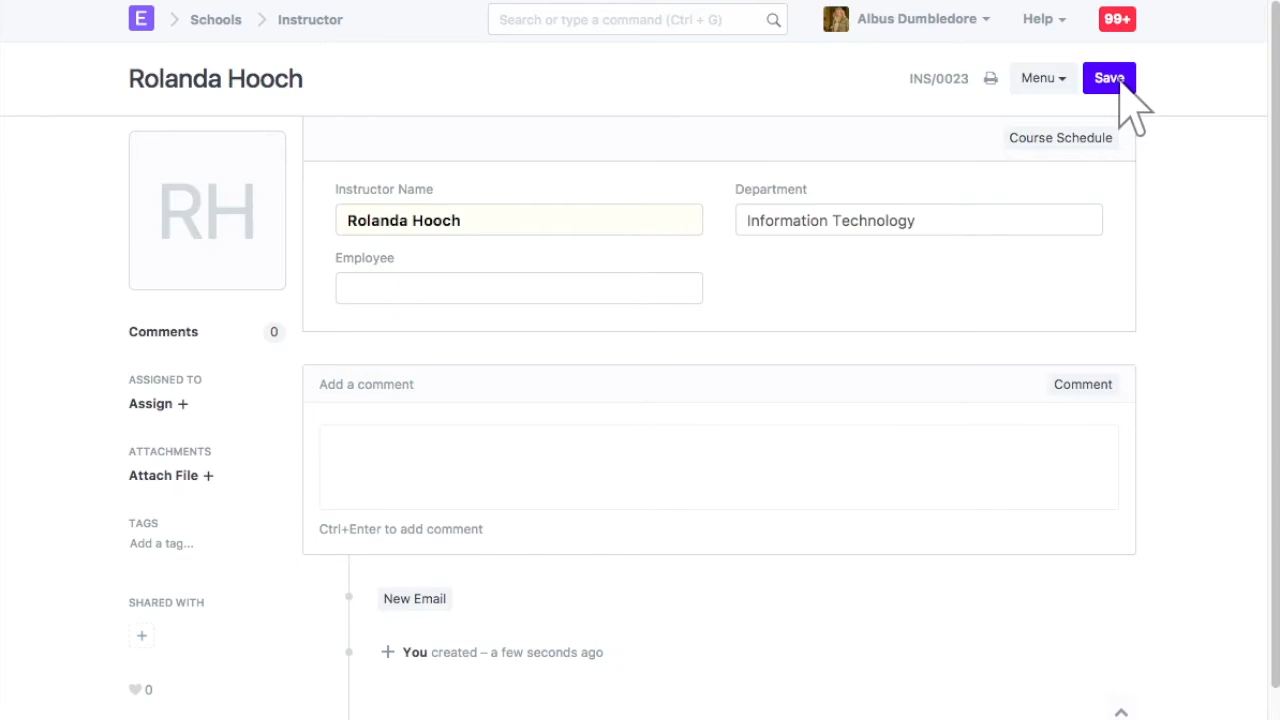 E Schools Instructor Search or type a command (Ctrl + G) Albus Dumbledore Help 99+
Rolanda Hooch INS/0023 Menu Save
Course Schedule
RH
Instructor Name Department
Rolanda Hooch Information Technology
Employee
Comments 0
ASSIGNED TO
Assign +
ATTACHMENTS
Attach File +
TAGS
Add a tag...
SHARED WITH
+
0
Add a comment Comment
Ctrl+Enter to add comment
New Email
+ You created – a few seconds ago